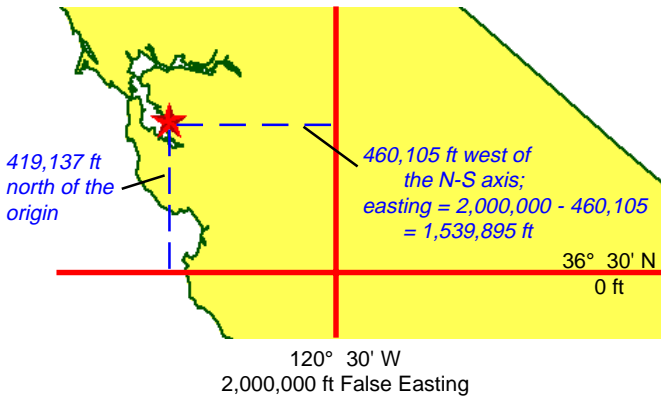 419,137 ft
north of the
origin
460,105 ft west of
the N-S axis;
easting = 2,000,000 - 460,105
= 1,539,895 ft
36° 30' N
0 ft
120° 30' W
2,000,000 ft False Easting